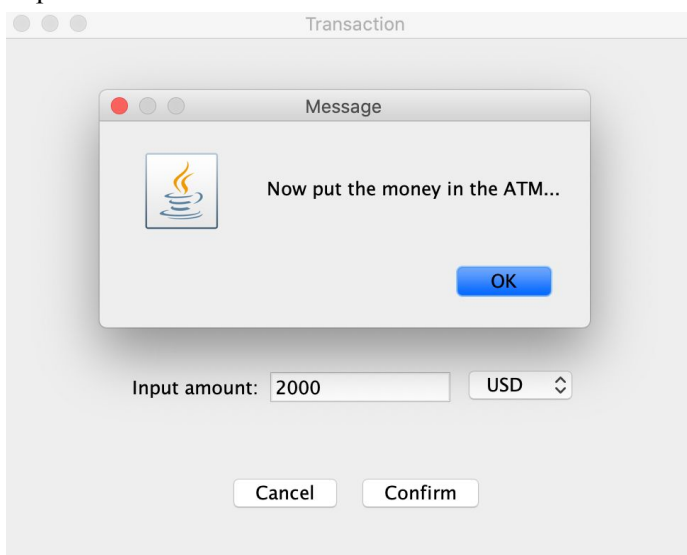 Transaction
Message
Now put the money in the ATM...
OK
Input amount: 2000 USD
Cancel Confirm